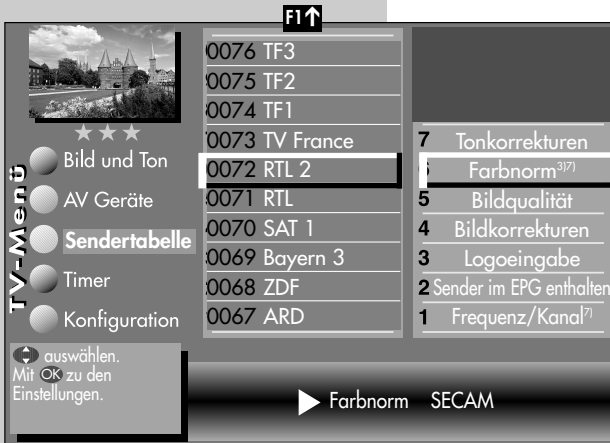 F1↑
TV-Menü
Bild und Ton
AV Geräte
Sendertabelle
Timer
Konfiguration
auswählen.
Mit OK zu den
Einstellungen.
0076 TF3
0075 TF2
0074 TF1
0073 TV France
0072 RTL 2
0071 RTL
0070 SAT 1
0069 Bayern 3
0068 ZDF
0067 ARD
7 Tonkorrekturen
6 Farbnorm3)7)
5 Bildqualität
4 Bildkorrekturen
3 Logoeingabe
2 Sender im EPG enthalten
1 Frequenz/Kanal7)
Farbnorm SECAM